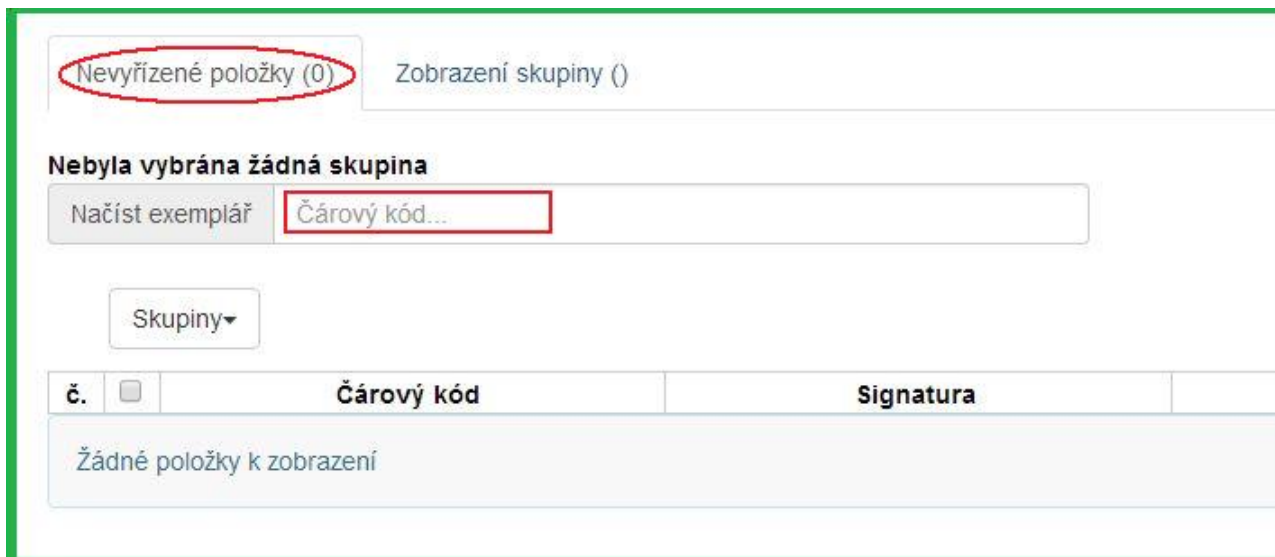 Nevyřízené položky (0) Zobrazení skupiny ()
Nebyla vybrána žádná skupina
Načíst exemplář Čárový kód...
Skupiny
č. Čárový kód Signatura
Žádné položky k zobrazení